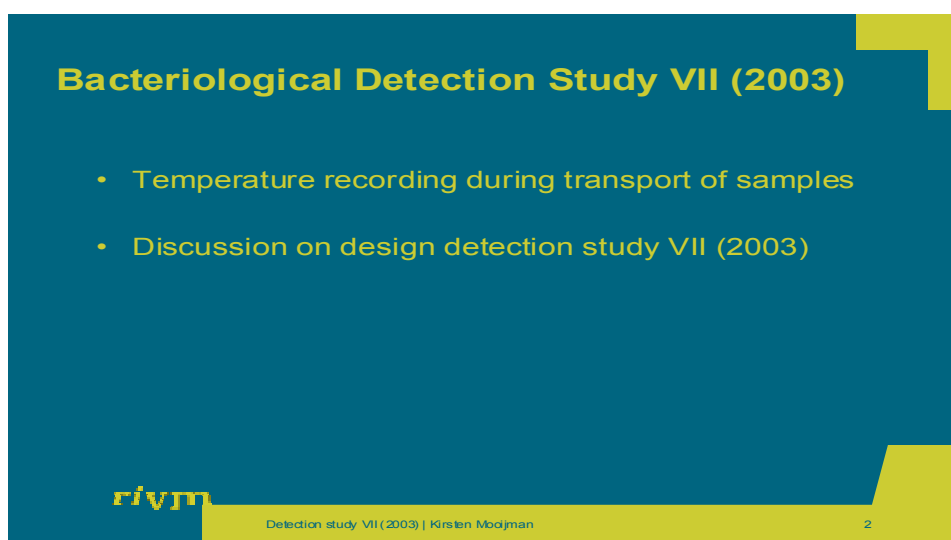 Bacteriological Detection Study VII (2003)
• Temperature recording during transport of samples
• Discussion on design detection study VII (2003)
rivm
Detection study VII (2003) | Kirsten Mooijman 2